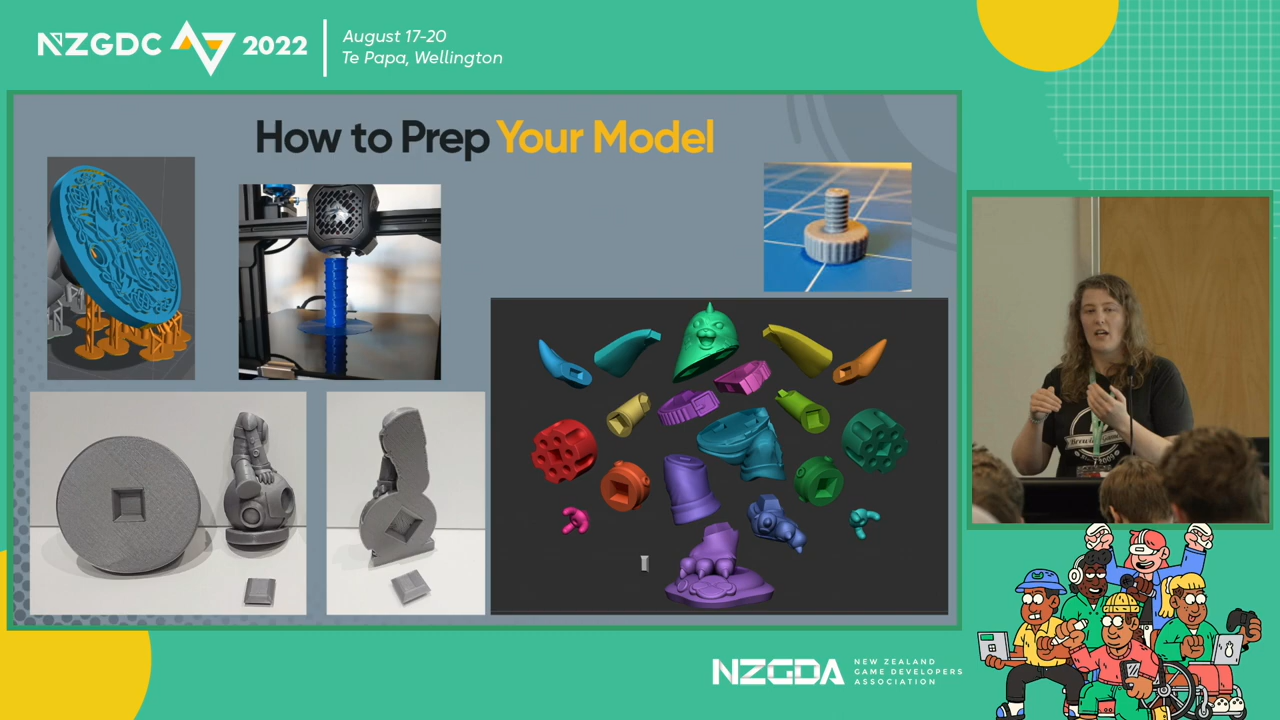 NZGDC
2022
August 17-20
Te Papa, Wellington
How to Prep Your Model
NZGDA
NEW ZEALAND
GAME DEVELOPERS
ASSOCIATION